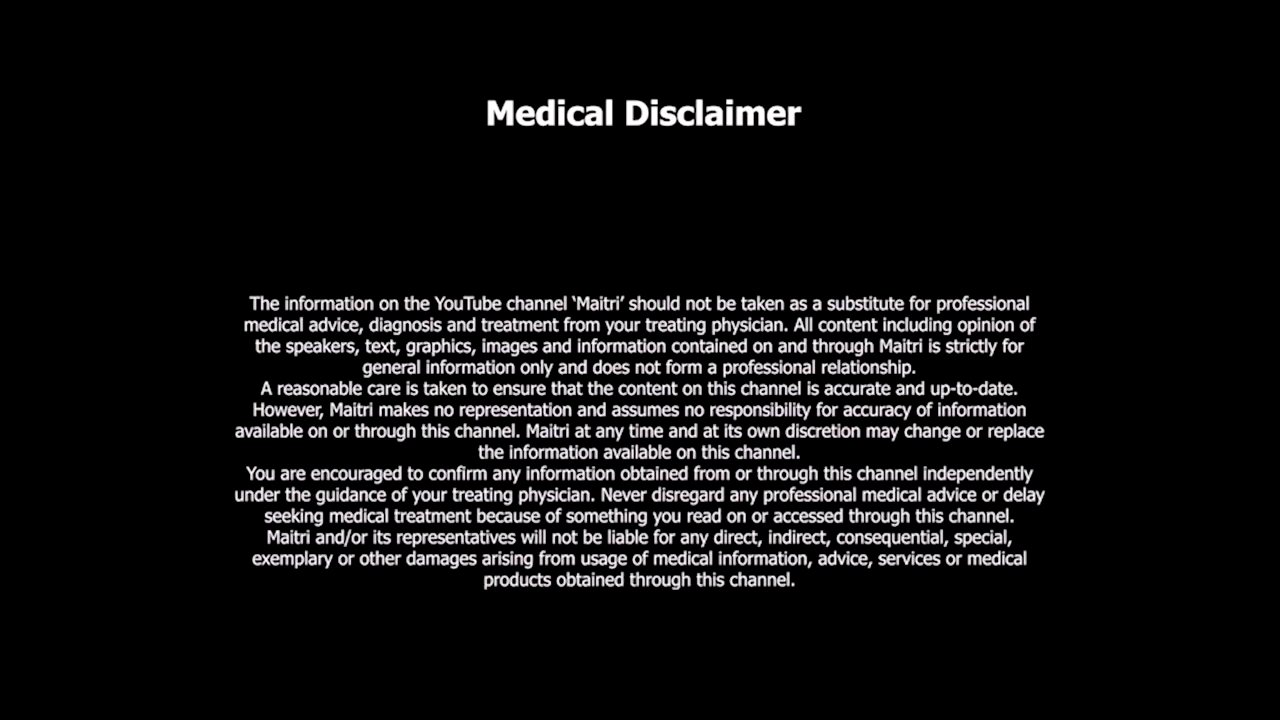 Medical Disclaimer
The information on the YouTube channel ‘Maitri’ should not be taken as a substitute for professional
medical advice, diagnosis and treatment from your treating physician. All content including opinion of
the speakers, text, graphics, images and information contained on and through Maitri is strictly for
general information only and does not form a professional relationship.
A reasonable care is taken to ensure that the content on this channel is accurate and up-to-date.
However, Maitri makes no representation and assumes no responsibility for accuracy of information
available on or through this channel. Maitri at any time and at its own discretion may change or replace
the information available on this channel.
You are encouraged to confirm any information obtained from or through this channel independently
under the guidance of your treating physician. Never disregard any professional medical advice or delay
seeking medical treatment because of something you read on or accessed through this channel.
Maitri and/or its representatives will not be liable for any direct, indirect, consequential, special,
exemplary or other damages arising from usage of medical information, advice, services or medical
products obtained through this channel.